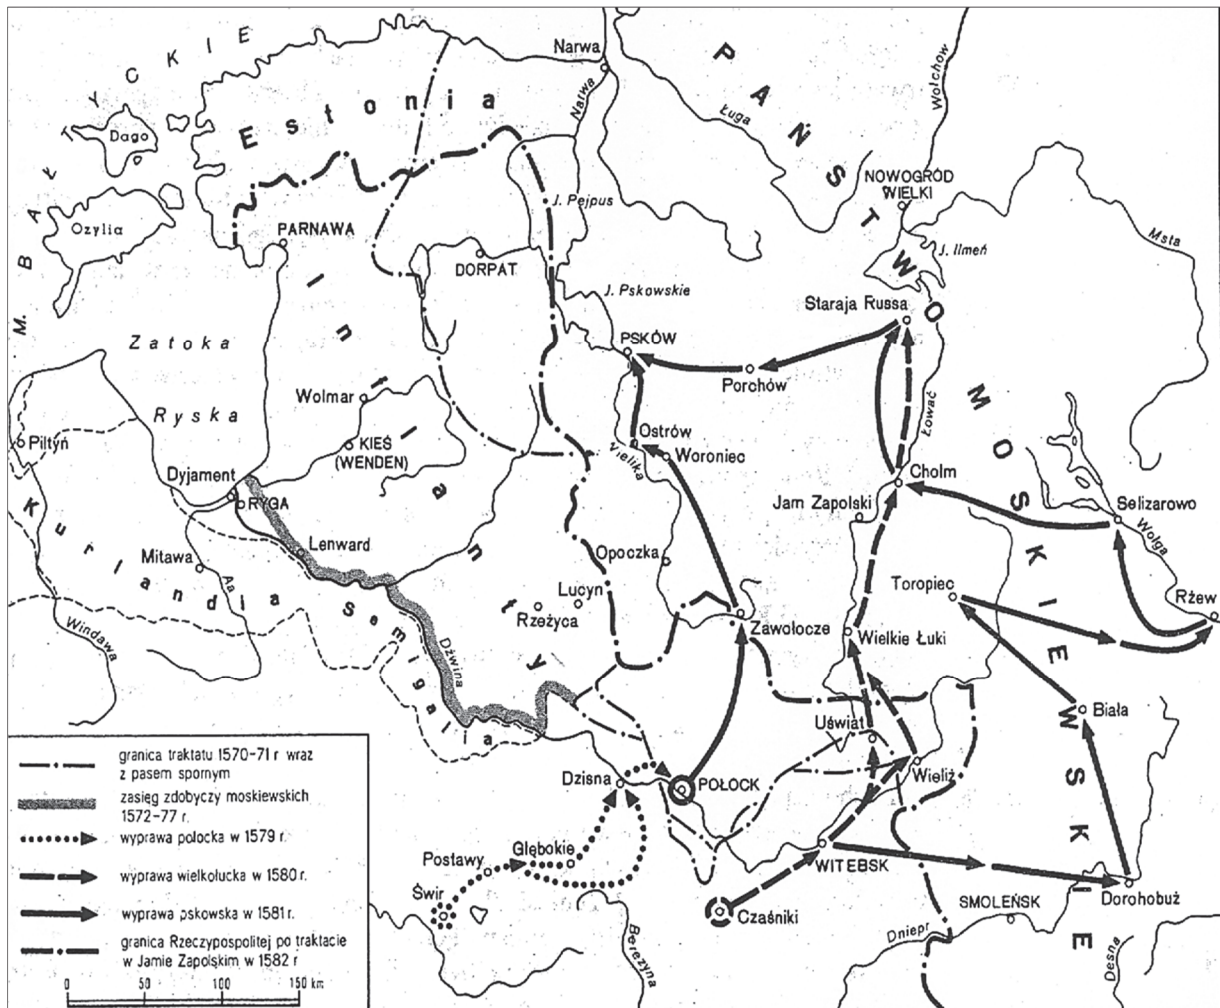 M. BAŁTYCKIE
Dago
Ozylia
Estonia
Narwa
Narwa
Ługa
Wołchow
PAŃSTWO MOSKIEWSKIE
NOWOGRÓD
WIELKI
J. Ilmeń
Msta
J. Pejpus
PARNAWA
DORPAT
J. Pskowskie
Staraja Russa
PSKÓW
Porchów
Zatoka
Ryska
Inflanty
Wolmar
KIEŚ
(WENDEN)
Ostrów
Woroniec
Vielika
Łować
Cholm
Piltyń
Dyjament
RYGA
Jam Zapolski
Selizarowo
Wołga
Kurlandia
Semigalia
Mitawa
Aa
Lenward
Opoczka
Windawa
Lucyn
Rzeżyca
Toropiec
Rżew
Zawołocze
Wielkie Łuki
Dźwina
Biała
Uświat
Wieliż
Dzisna
POŁOCK
Głębokie
Postawy
Świr
WITEBSK
Czaśniki
SMOLEŃSK
Dorohobuż
Dniepr
Berezyna
Desna
granica traktatu 1570-71 r wraz
z pasem spornym
zasięg zdobyczy moskiewskich
1572-77 r.
wyprawa połocka w 1579 r.
wyprawa wielkołucka w 1580 r.
wyprawa pskowska w 1581 r.
granica Rzeczypospolitej po traktacie
w Jamie Zapolskim w 1582 r
0 50 100 150 km